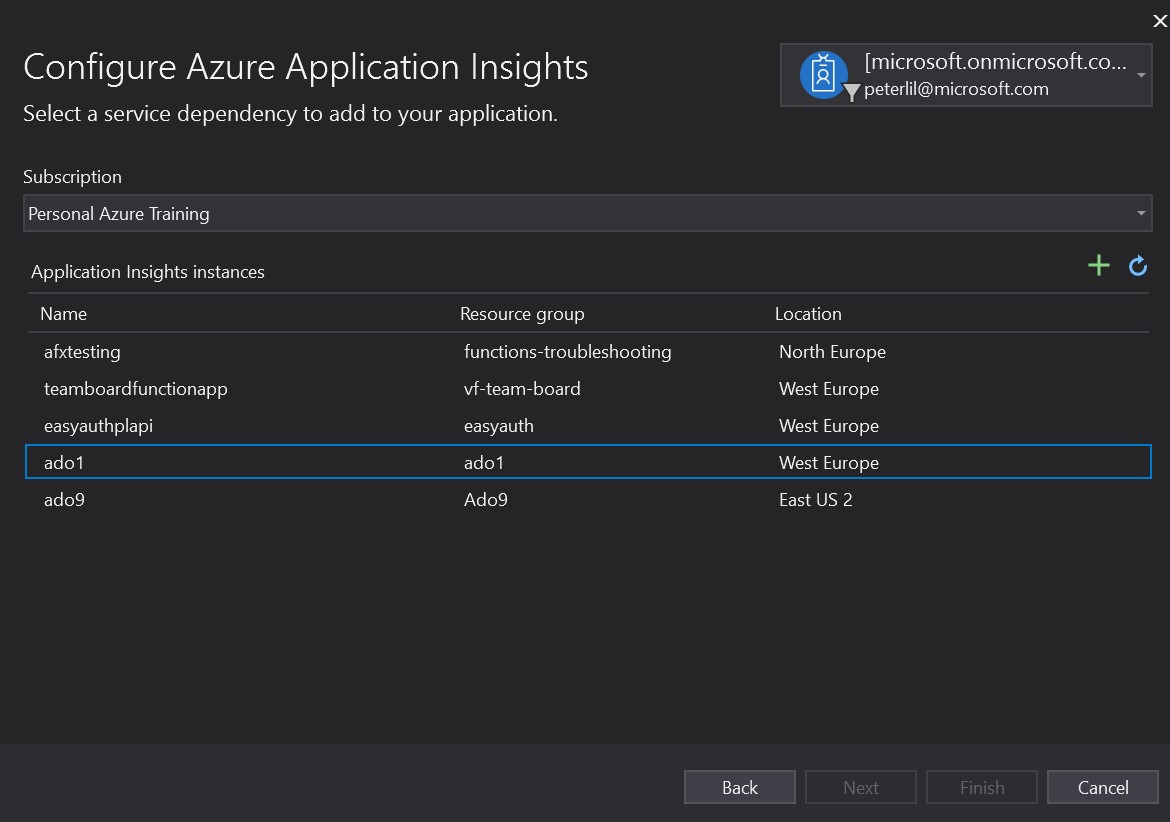 Configure Azure Application Insights
Select a service dependency to add to your application.
[microsoft.onmicrosoft.co...
peterlil@microsoft.com
Subscription
Personal Azure Training
Application Insights instances
Name Resource group Location
afxtesting functions-troubleshooting North Europe
teamboardfunctionapp vf-team-board West Europe
easyauthplapi easyauth West Europe
ado1 ado1 West Europe
ado9 Ado9 East US 2
Back Next Finish Cancel